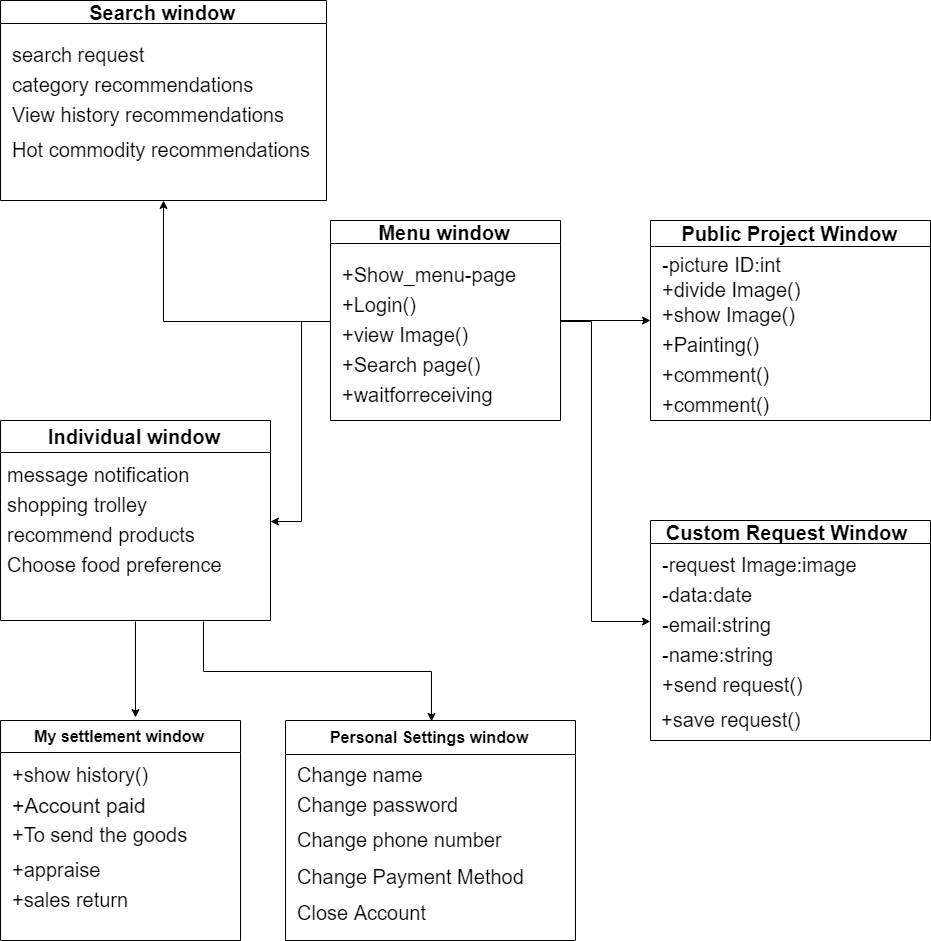 Search window
search request
category recommendations
View history recommendations
Hot commodity recommendations
Menu window
+Show_menu-page
+Login()
+view Image()
+Search page()
+waitforreceiving
Public Project Window
-picture ID:int
+divide Image()
+show Image()
+Painting()
+comment()
+comment()
Individual window
message notification
shopping trolley
recommend products
Choose food preference
Custom Request Window
-request Image:image
-data:date
-email:string
-name:string
+send request()
+save request()
My settlement window
+show history()
+Account paid
+To send the goods
+appraise
+sales return
Personal Settings window
Change name
Change password
Change phone number
Change Payment Method
Close Account